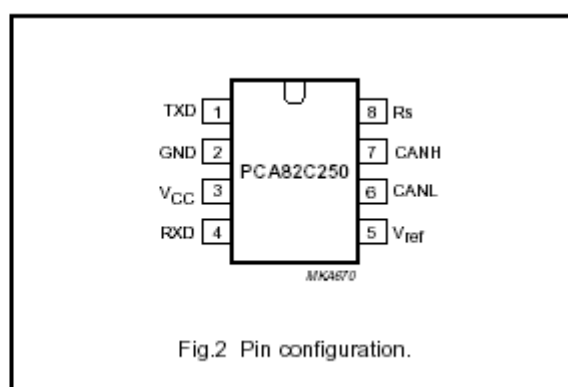 TXD 1 8 Rs
GND 2 7 CANH
PCA82C250
VCC 3 6 CANL
RXD 4 5 Vref
MKA670
Fig.2 Pin configuration.